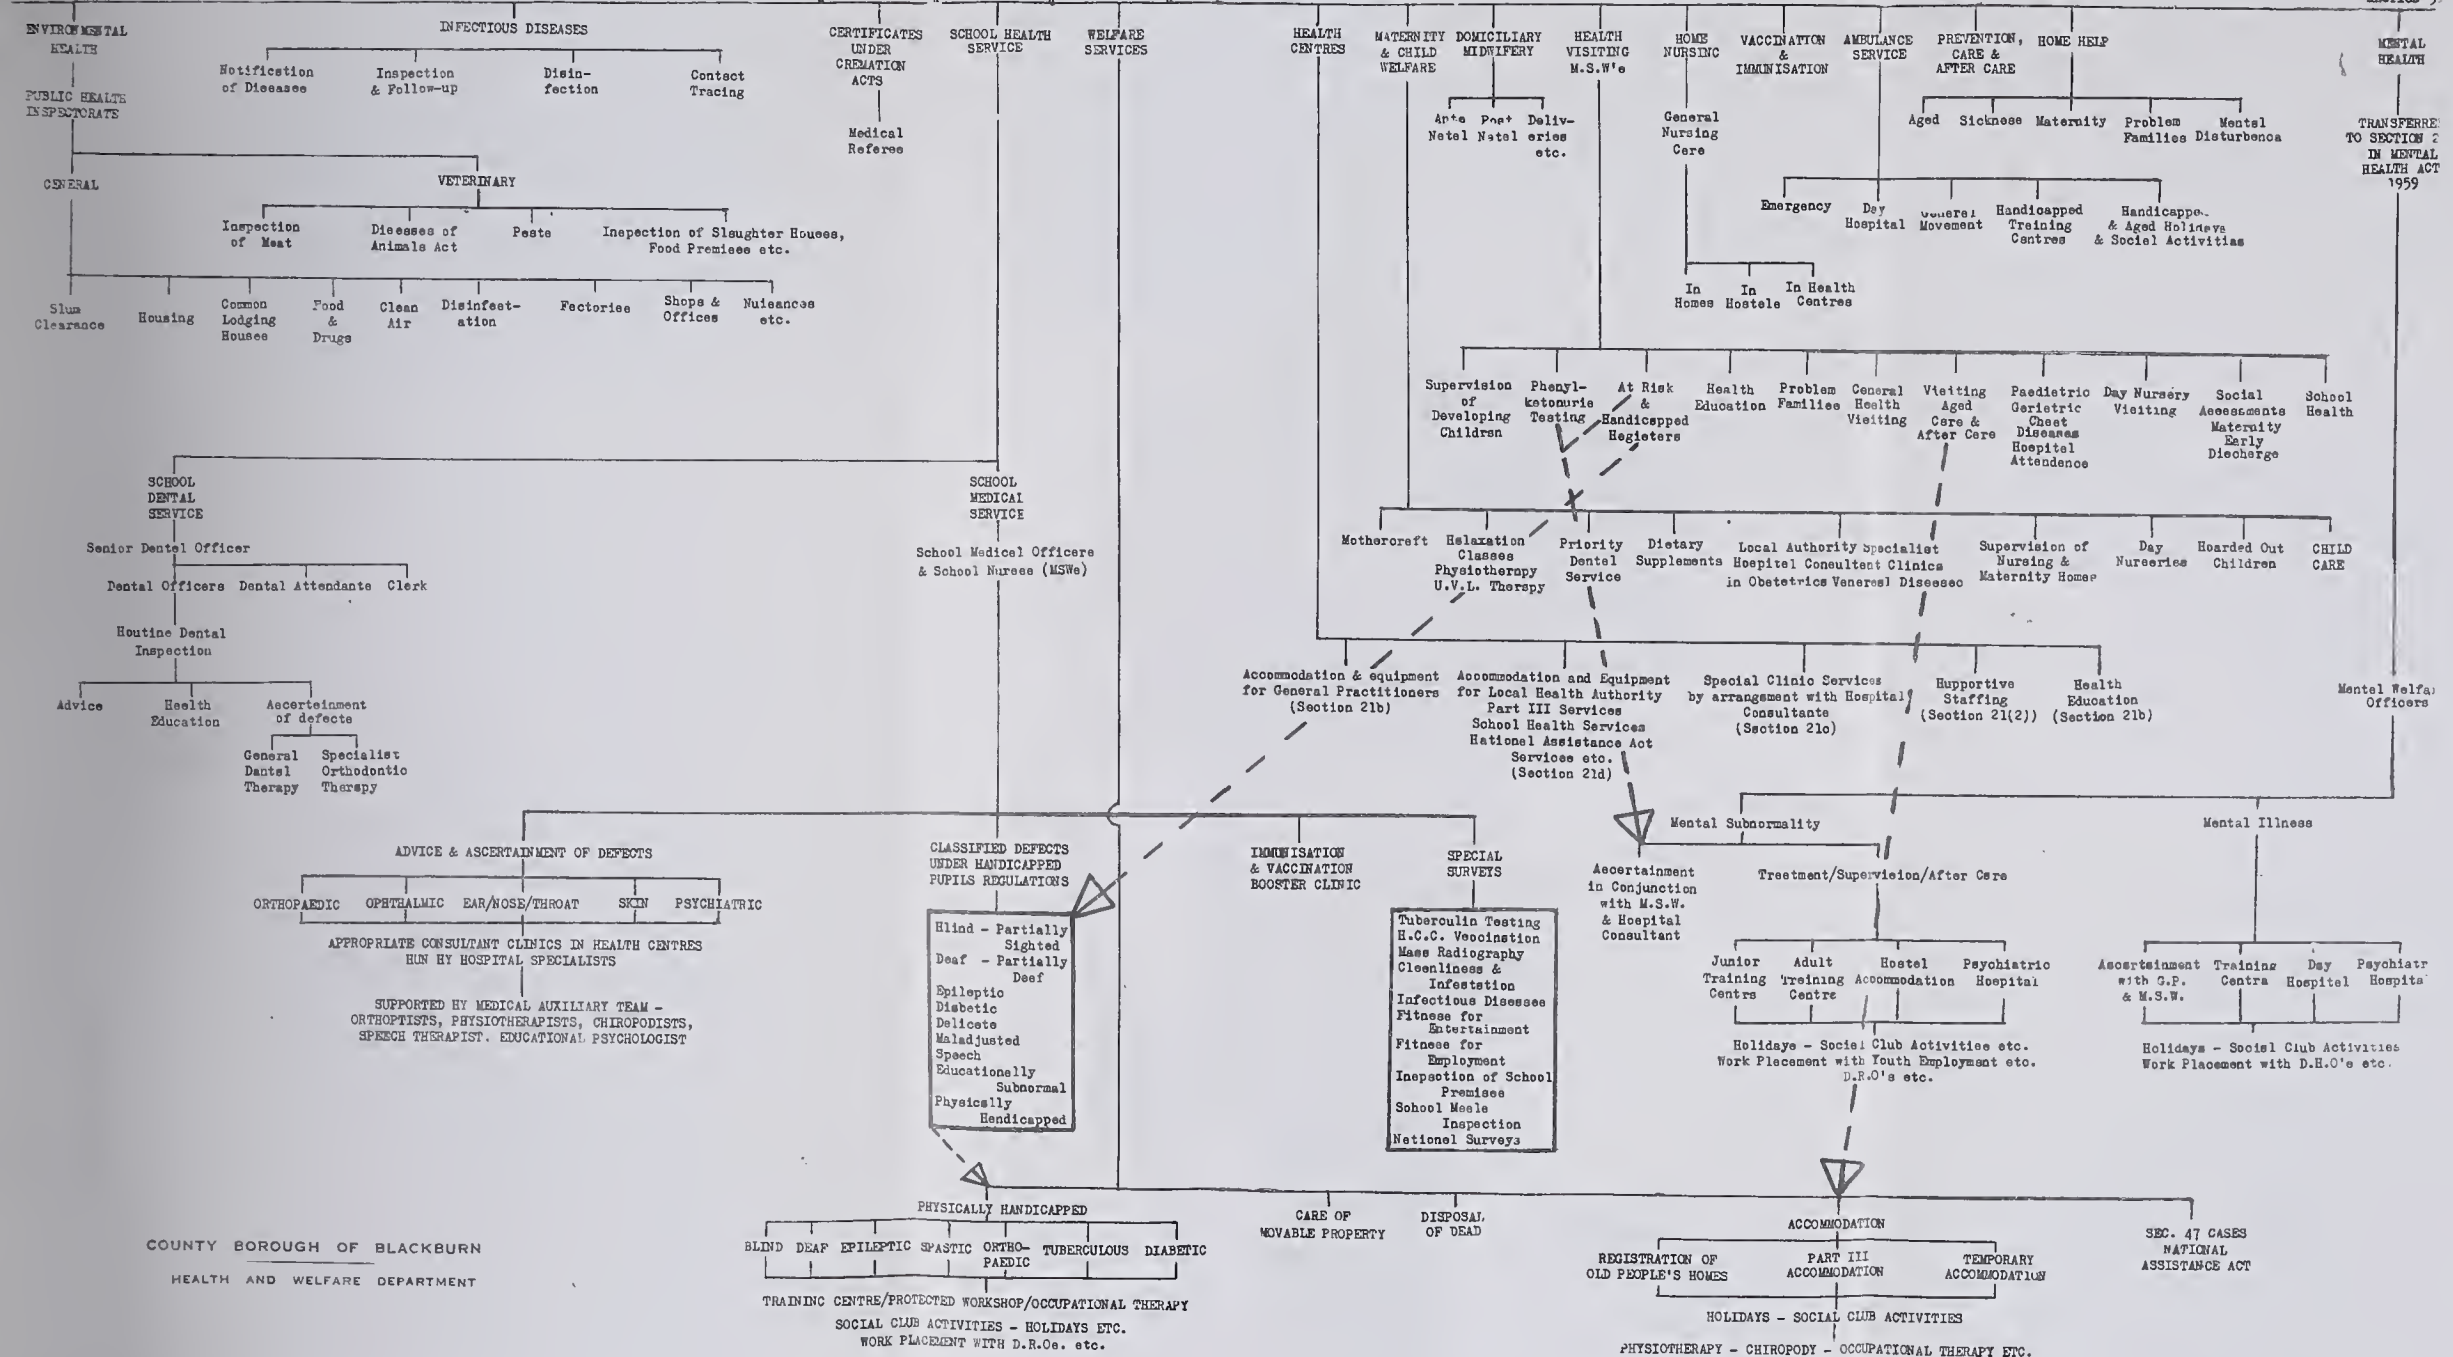 ENVIRONMENTAL
HEALTH
PUBLIC HEALTH
INSPECTORATE
INFECTIOUS DISEASES
Notification
of Diseases
Inspection
& Follow-up
Disin-
fection
Contact
Tracing
CERTIFICATES
UNDER
CREMATION
ACTS
Medical
Referee
SCHOOL HEALTH
SERVICE
WELFARE
SERVICES
HEALTH
CENTRES
MATERNITY
& CHILD
WELFARE
DOMICILIARY
MIDWIFERY
Ante
Natal
Post
Natal
Deliv-
eries
etc.
HEALTH
VISITING
M.S.W's
HOME
NURSING
General
Nursing
Care
VACCINATION
&
IMMUNISATION
AMBULANCE
SERVICE
PREVENTION,
CARE &
AFTER CARE
HOME HELP
Aged
Sickness
Maternity
Problem
Families
Mental
Disturbance
MENTAL
HEALTH
TRANSFERRE
TO SECTION 2
IN MENTAL
HEALTH ACT
1959
GENERAL
VETERINARY
Inspection
of Meat
Diseases of
Animals Act
Pests
Inspection of Slaughter Houses,
Food Premises etc.
Emergency
Day
Hospital
General
Movement
Handicapped
Training
Centres
Handicapped
& Aged Holidays
& Social Activities
Slum
Clearance
Housing
Common
Lodging
Houses
Food
&
Drugs
Clean
Air
Disinfest-
ation
Factories
Shops &
Offices
Nuisances
etc.
In
Homes
In
Hostels
In Health
Centres
Supervision
of
Developing
Children
Phenyl-
ketonuria
Testing
At Risk
&
Handicapped
Registers
Health
Education
Problem
Families
General
Health
Visiting
Visiting
Aged
Care &
After Care
Paediatric
Geriatric
Chest
Diseases
Hospital
Attendance
Day Nursery
Visiting
Social
Assessments
Maternity
Early
Discharge
School
Health
SCHOOL
DENTAL
SERVICE
SCHOOL
MEDICAL
SERVICE
Senior Dental Officer
Dental Officers Dental Attendants Clerk
School Medical Officers
& School Nurses (MSWs)
Mothercraft
Relaxation
Classes
Physiotherapy
U.V.L. Therapy
Priority
Dental
Service
Dietary
Supplements
Local Authority Specialist
Hospital Consultant Clinics
in Obstetrics Venereal Diseases
Supervision of
Nursing &
Maternity Homes
Day
Nurseries
Boarded Out
Children
CHILD
CARE
Routine Dental
Inspection
Advice
Health
Education
Ascertainment
of defects
General
Dental
Therapy
Specialist
Orthodontic
Therapy
Accommodation & equipment
for General Practitioners
(Section 21b)
Accommodation and Equipment
for Local Health Authority
Part III Services
School Health Services
National Assistance Act
Services etc.
(Section 21d)
Special Clinic Services
by arrangement with Hospital
Consultants
(Section 21c)
Supportive
Staffing
(Section 21(2))
Health
Education
(Section 21b)
Mental Welfa
Officers
Mental Subnormality
Mental Illness
ADVICE & ASCERTAINMENT OF DEFECTS
ORTHOPAEDIC OPHTHALMIC EAR/NOSE/THROAT SKIN PSYCHIATRIC
APPROPRIATE CONSULTANT CLINICS IN HEALTH CENTRES
RUN BY HOSPITAL SPECIALISTS
SUPPORTED BY MEDICAL AUXILIARY TEAM -
ORTHOPTISTS, PHYSIOTHERAPISTS, CHIROPODISTS,
SPEECH THERAPIST. EDUCATIONAL PSYCHOLOGIST
CLASSIFIED DEFECTS
UNDER HANDICAPPED
PUPILS REGULATIONS
Blind - Partially
Sighted
Deaf - Partially
Deaf
Epileptic
Diabetic
Delicate
Maladjusted
Speech
Educationally
Subnormal
Physically
Handicapped
IMMUNISATION
& VACCINATION
BOOSTER CLINIC
SPECIAL
SURVEYS
Tuberculin Testing
B.C.G. Vaccination
Mass Radiography
Cleanliness &
Infestation
Infectious Diseases
Fitness for
Entertainment
Fitness for
Employment
Inspection of School
Premises
School Meals
Inspection
National Surveys
Ascertainment
in Conjunction
with M.S.W.
& Hospital
Consultant
Treatment/Supervision/After Care
Junior
Training
Centre
Adult
Training
Centre
Hostel
Accommodation
Psychiatric
Hospital
Holidays - Social Club Activities etc.
Work Placement with Youth Employment etc.
D.R.O's etc.
Ascertainment
with G.P.
& M.S.W.
Training
Centre
Day
Hospital
Psychiatr
Hospita
Holidays - Social Club Activities
Work Placement with D.R.O's etc.
PHYSICALLY HANDICAPPED
BLIND DEAF EPILEPTIC SPASTIC ORTHO-
PAEDIC TUBERCULOUS DIABETIC
TRAINING CENTRE/PROTECTED WORKSHOP/OCCUPATIONAL THERAPY
SOCIAL CLUB ACTIVITIES - HOLIDAYS ETC.
WORK PLACEMENT WITH D.R.Os. etc.
CARE OF
MOVABLE PROPERTY
DISPOSAL
OF DEAD
ACCOMMODATION
REGISTRATION OF
OLD PEOPLE'S HOMES
PART III
ACCOMMODATION
TEMPORARY
ACCOMMODATION
HOLIDAYS - SOCIAL CLUB ACTIVITIES
PHYSIOTHERAPY - CHIROPODY - OCCUPATIONAL THERAPY ETC.
SEC. 47 CASES
NATIONAL
ASSISTANCE ACT
COUNTY BOROUGH OF BLACKBURN
HEALTH AND WELFARE DEPARTMENT